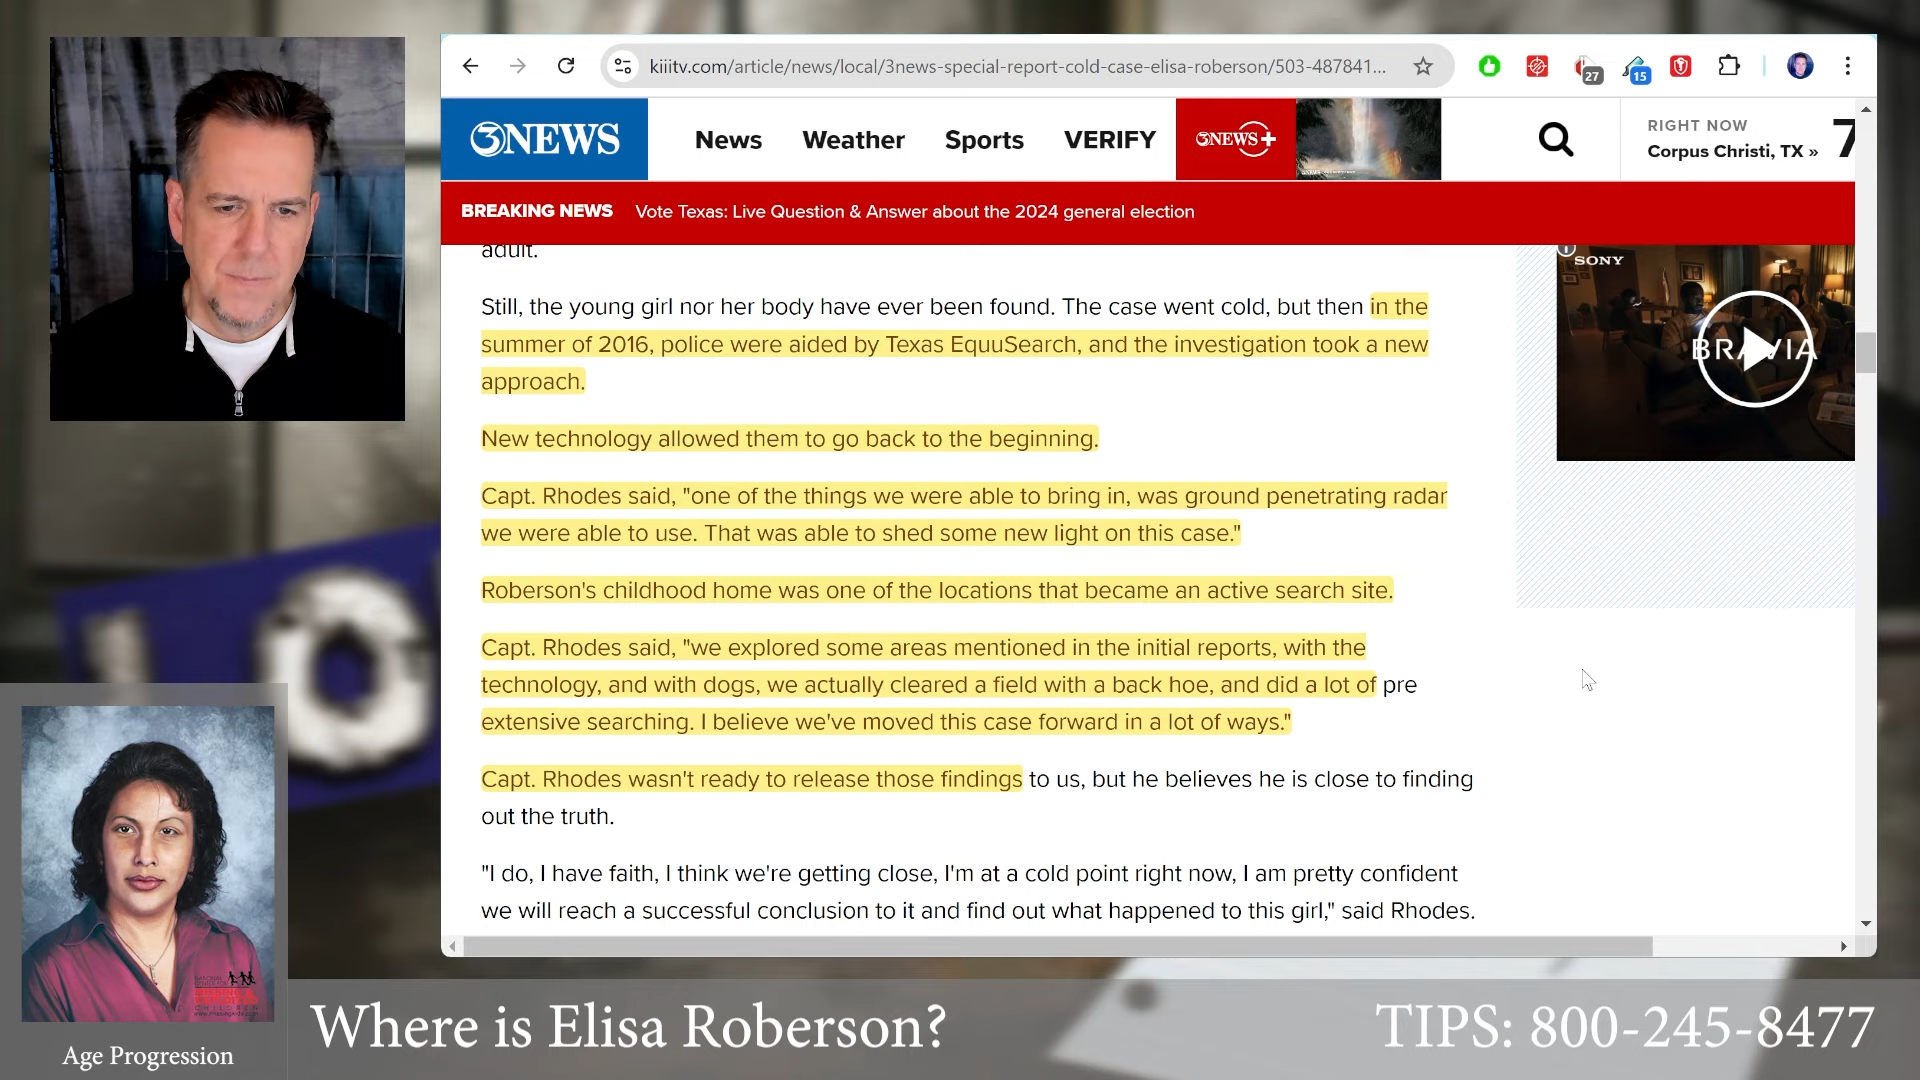 kiiitv.com/article/news/local/3news-special-report-cold-case-elisa-roberson/503-487841...
27
15
3NEWS
News
Weather
Sports
VERIFY
3NEWS+
RIGHT NOW
Corpus Christi, TX »
7
BREAKING NEWS
Vote Texas: Live Question & Answer about the 2024 general election
adult.
SONY
BRAVIA
Still, the young girl nor her body have ever been found. The case went cold, but then in the
summer of 2016, police were aided by Texas EquuSearch, and the investigation took a new
approach.
New technology allowed them to go back to the beginning.
Capt. Rhodes said, "one of the things we were able to bring in, was ground penetrating radar
we were able to use. That was able to shed some new light on this case."
Roberson's childhood home was one of the locations that became an active search site.
Capt. Rhodes said, "we explored some areas mentioned in the initial reports, with the
technology, and with dogs, we actually cleared a field with a back hoe, and did a lot of pre
extensive searching. I believe we've moved this case forward in a lot of ways."
Capt. Rhodes wasn't ready to release those findings to us, but he believes he is close to finding
out the truth.
"I do, I have faith, I think we're getting close, I'm at a cold point right now, I am pretty confident
we will reach a successful conclusion to it and find out what happened to this girl," said Rhodes.
Age Progression
Where is Elisa Roberson?
TIPS: 800-245-8477